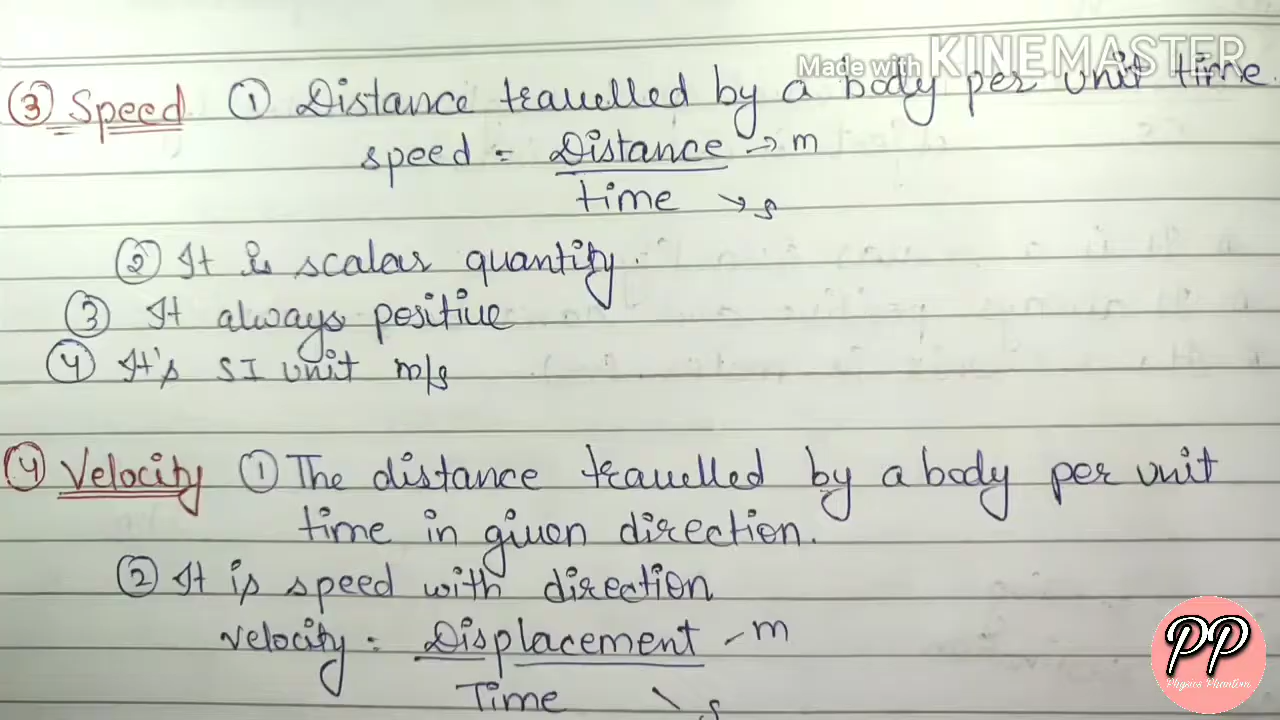 Made with KINEMASTER
③ Speed ① Distance travelled by a body per unit time.
speed = Distance → m
time → s
② It is scalar quantity.
③ It always positive
④ It's SI unit m/s
④ Velocity ① The distance travelled by a body per unit
time in given direction.
② It is speed with direction
velocity = Displacement - m
Time \ s
PP
Physics Phantom